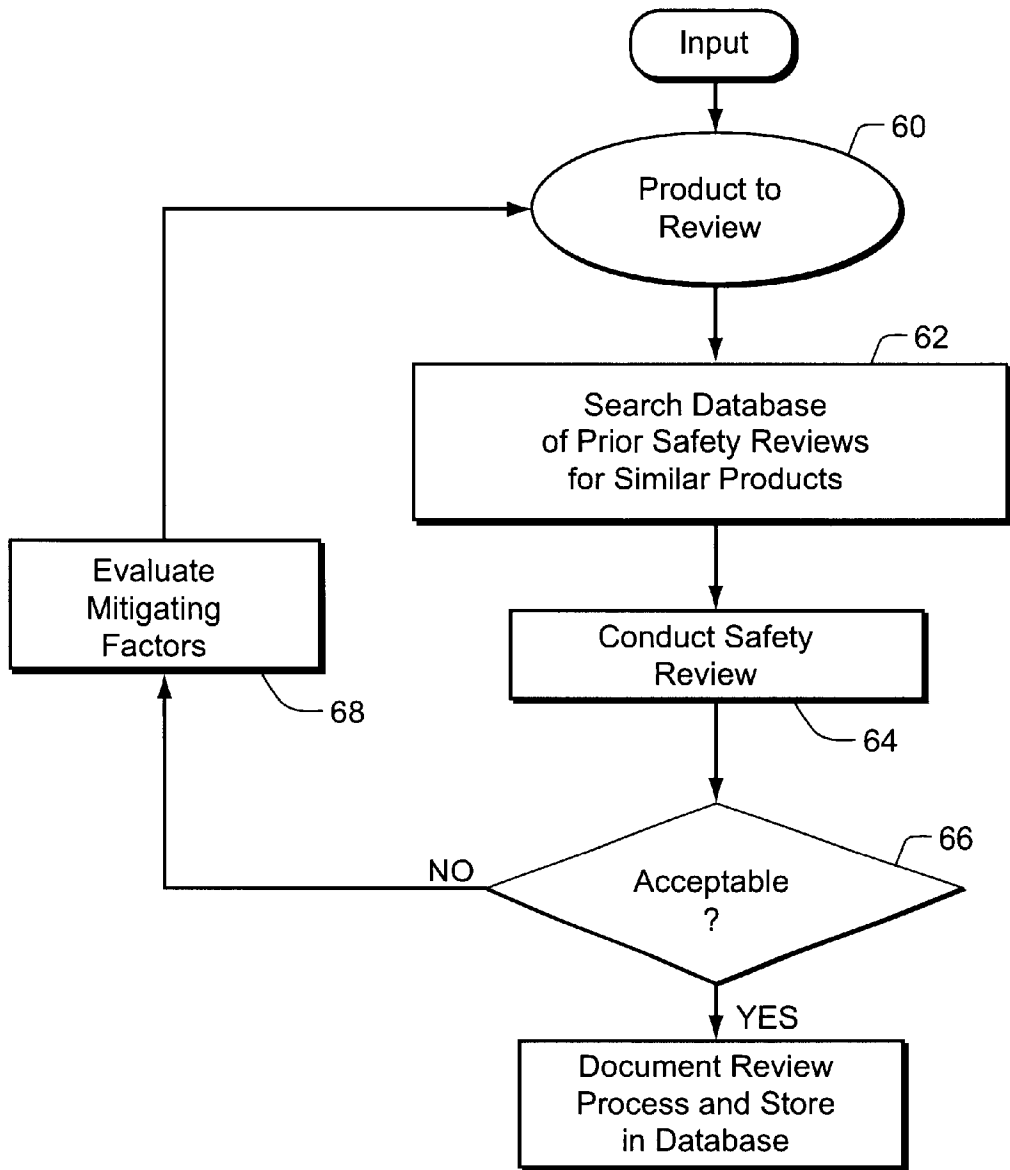 Input
60
Product to
Review
62
Search Database
of Prior Safety Reviews
for Similar Products
Evaluate
Mitigating
Factors
68
Conduct Safety
Review
64
66
NO
Acceptable
?
YES
Document Review
Process and Store
in Database